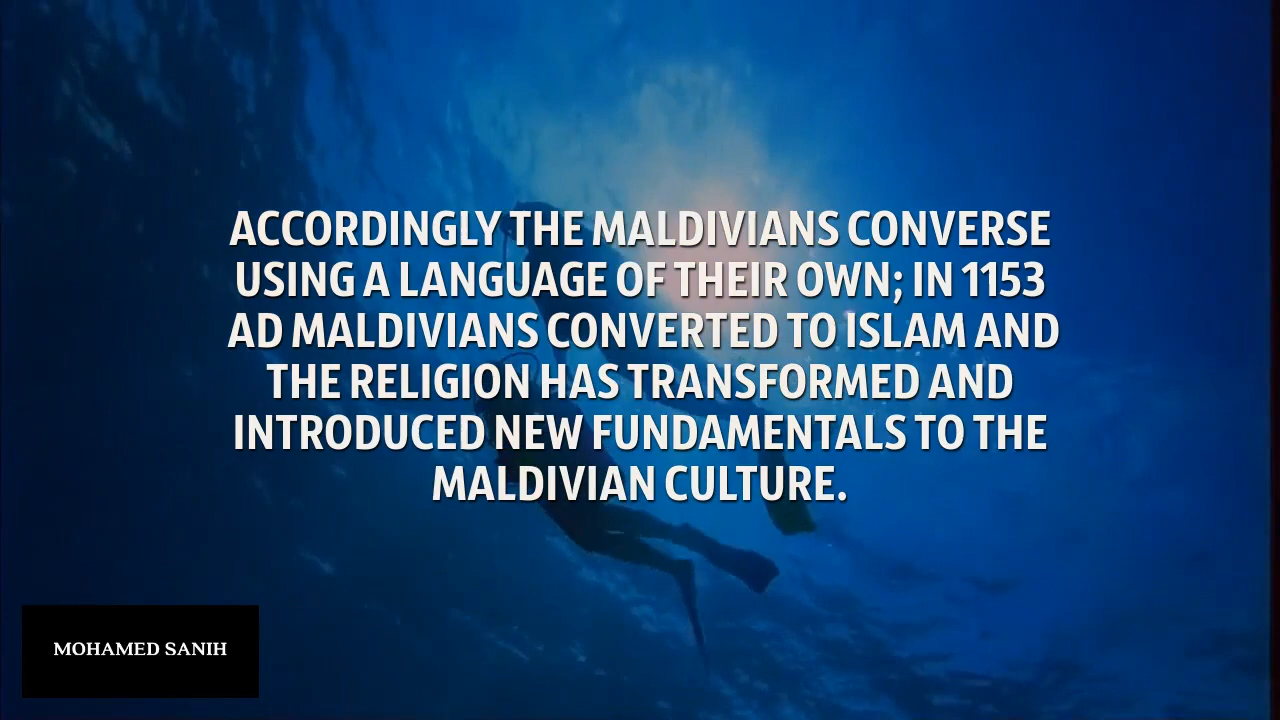 ACCORDINGLY THE MALDIVIANS CONVERSE
USING A LANGUAGE OF THEIR OWN; IN 1153
AD MALDIVIANS CONVERTED TO ISLAM AND
THE RELIGION HAS TRANSFORMED AND
INTRODUCED NEW FUNDAMENTALS TO THE
MALDIVIAN CULTURE.
MOHAMED SANIH